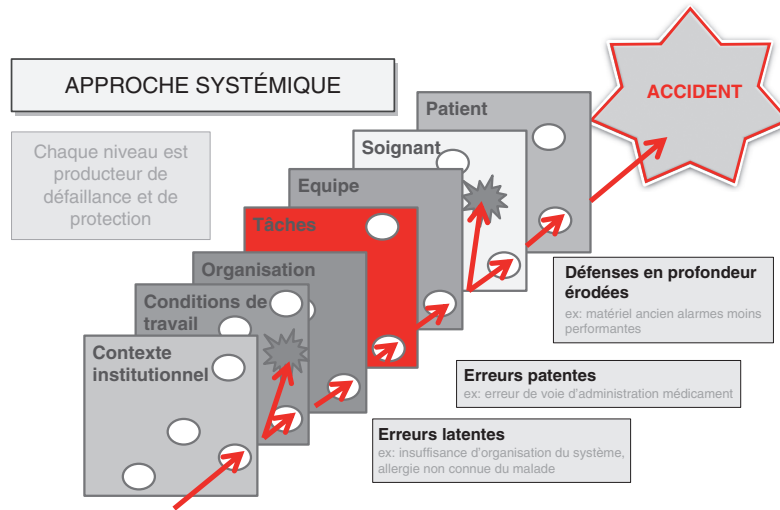 APPROCHE SYSTÉMIQUE
Chaque niveau est
producteur de
défaillance et de
protection
ACCIDENT
Patient
Soignant
Equipe
Tâches
Organisation
Conditions de
travail
Contexte
institutionnel
Défenses en profondeur
érodées
ex: matériel ancien alarmes moins
performantes
Erreurs patentes
ex: erreur de voie d'administration médicament
Erreurs latentes
ex: insuffisance d'organisation du système,
allergie non connue du malade